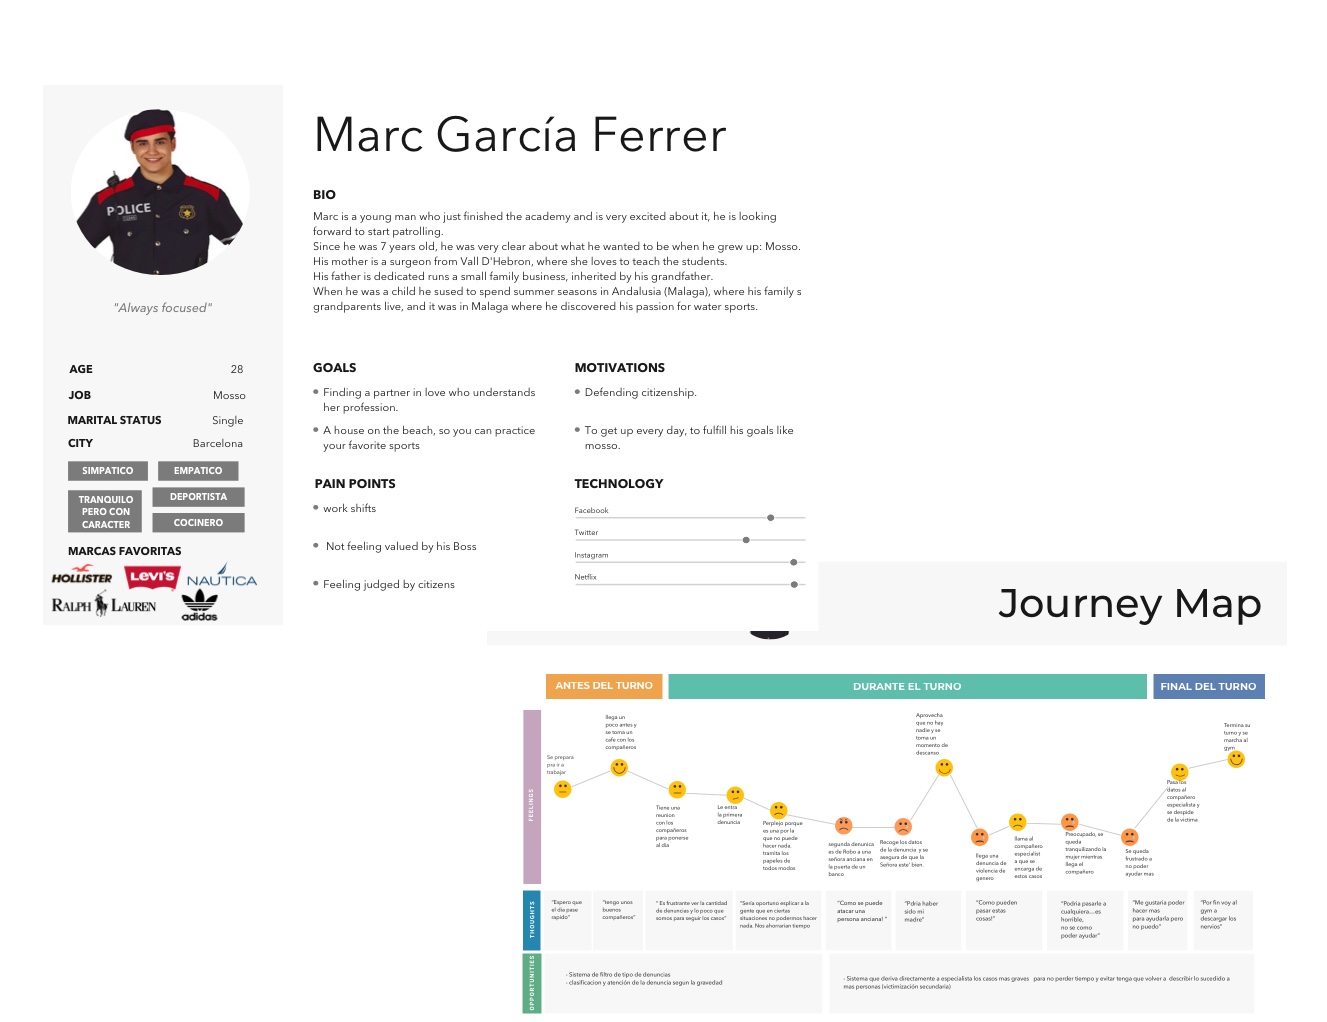 Marc García Ferrer
BIO
Marc is a young man who just finished the academy and is very excited about it, he is looking
forward to start patrolling.
Since he was 7 years old, he was very clear about what he wanted to be when he grew up: Mosso.
His mother is a surgeon from Vall D'Hebron, where she loves to teach the students.
His father is dedicated runs a small family business, inherited by his grandfather.
When he was a child he sused to spend summer seasons in Andalusia (Malaga), where his family s
grandparents live, and it was in Malaga where he discovered his passion for water sports.
POLICE
"Always focused"
AGE 28
JOB Mosso
MARITAL STATUS Single
CITY Barcelona
SIMPATICO EMPATICO
TRANQUILO
PERO CON
CARACTER
DEPORTISTA
COCINERO
MARCAS FAVORITAS
HOLLISTER LEVI'S NAUTICA
RALPH LAUREN adidas
GOALS
Finding a partner in love who understands
her profession.
A house on the beach, so you can practice
your favorite sports
MOTIVATIONS
Defending citizenship.
To get up every day, to fulfill his goals like
mosso.
PAIN POINTS
work shifts
Not feeling valued by his Boss
Feeling judged by citizens
TECHNOLOGY
Facebook
Twitter
Instagram
Netflix
Journey Map
ANTES DEL TURNO DURANTE EL TURNO FINAL DEL TURNO
FEELINGS
Se prepara
pra ir a
trabajar
llega un
poco antes y
se toma un
cafe con los
compañeros
Tiene una
reunion
con los
compañeros
para ponerse
al dia
Le entra
la primera
denuncia
Perplejo porque
es una por la
que no puede
hacer nada.
tramita los
papeles de
todos modos
segunda denunica
es de Robo a una
señora anciana en
la puerta de un
banco
Recoge los datos
de la denuncia y se
asegura de que la
Señora este' bien.
Aprovecha
que no hay
nadie y se
toma un
momento de
descanso
llega una
denuncia de
violencia de
genero
llama al
compañero
especialist
a que se
encarga de
estos casos
Preocupado, se
queda
tranquilizando la
mujer mientras
llega el
compañero
Se queda
frustrado a
no poder
ayudar mas
Pasa los
datos al
compañero
especialista y
se despide
de la victima
Termina su
turno y se
marcha al
gym
THOUGHTS
"Espero que
el dia pase
rapido"
"tengo unos
buenos
compañeros"
" Es frustrante ver la cantidad
de denuncias y lo poco que
somos para seguir los casos"
"Seria oportuno explicar a la
gente que en ciertas
situaciones no podermos hacer
nada. Nos ahorrarian tiempo
"Como se puede
atacar una
persona anciana! "
"Pdria haber
sido mi
madre"
"Como pueden
pasar estas
cosas!"
"Podria pasarle a
cualquiera...es
horrible,
no se como
poder ayudar"
"Me gustaria poder
hacer mas
para ayudarla pero
no puedo"
"Por fin voy al
gym a
descargar los
nervios"
OPPORTUNITIES
- Sistema de filtro de tipo de denuncias
- clasificacion y atención de la denuncia segun la gravedad
- Sistema que deriva directamente a especialista los casos mas graves para no perder tiempo y evitar tenga que volver a describir lo sucedido a
mas personas (victimización secundaria)